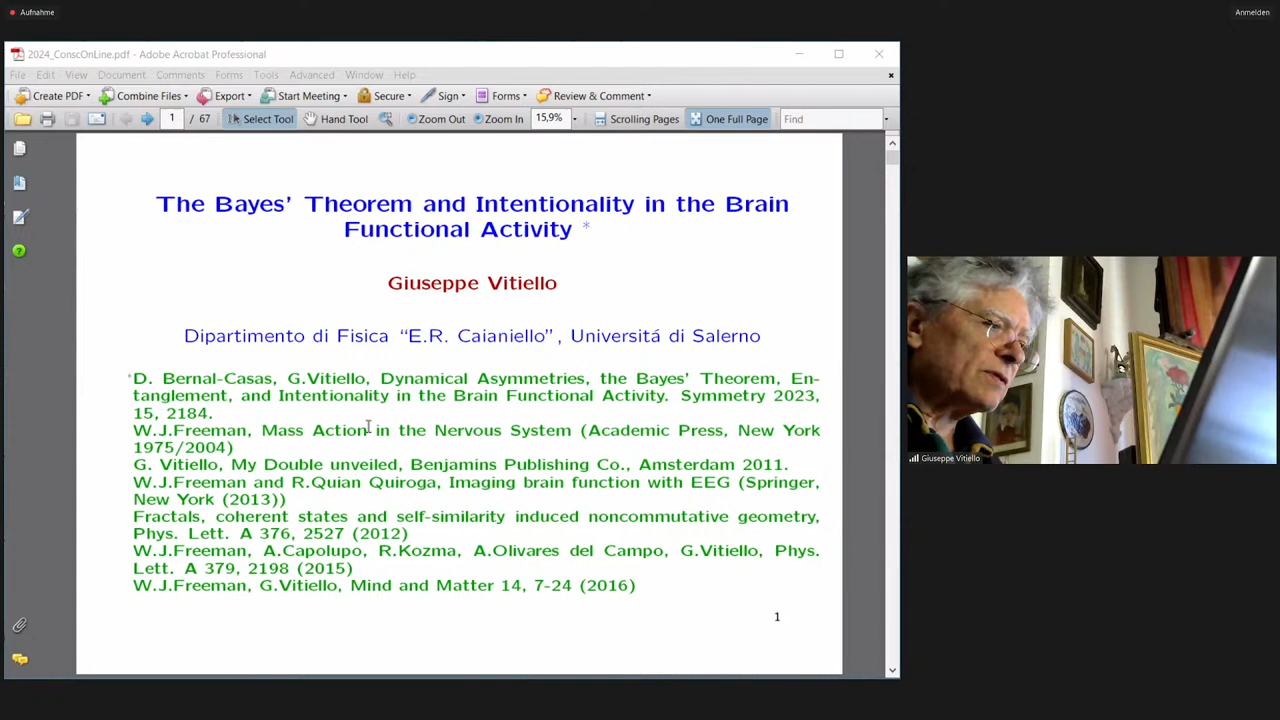 Aufnahme
Anmelden
2024_ConscOnLine.pdf - Adobe Acrobat Professional
File Edit View Document Comments Forms Tools Advanced Window Help
Create PDF Combine Files Export Start Meeting Secure Sign Forms Review & Comment
1 / 67 Select Tool Hand Tool Zoom Out Zoom In 15,9% Scrolling Pages One Full Page Find
The Bayes' Theorem and Intentionality in the Brain
Functional Activity *
Giuseppe Vitiello
Dipartimento di Fisica “E.R. Caianiello”, Universitá di Salerno
*D. Bernal-Casas, G.Vitiello, Dynamical Asymmetries, the Bayes' Theorem, En-
tanglement, and Intentionality in the Brain Functional Activity. Symmetry 2023,
15, 2184.
W.J.Freeman, Mass Action in the Nervous System (Academic Press, New York
1975/2004)
G. Vitiello, My Double unveiled, Benjamins Publishing Co., Amsterdam 2011.
W.J.Freeman and R.Quian Quiroga, Imaging brain function with EEG (Springer,
New York (2013))
Fractals, coherent states and self-similarity induced noncommutative geometry,
Phys. Lett. A 376, 2527 (2012)
W.J.Freeman, A.Capolupo, R.Kozma, A.Olivares del Campo, G.Vitiello, Phys.
Lett. A 379, 2198 (2015)
W.J.Freeman, G.Vitiello, Mind and Matter 14, 7-24 (2016)
1
Giuseppe Vitiello